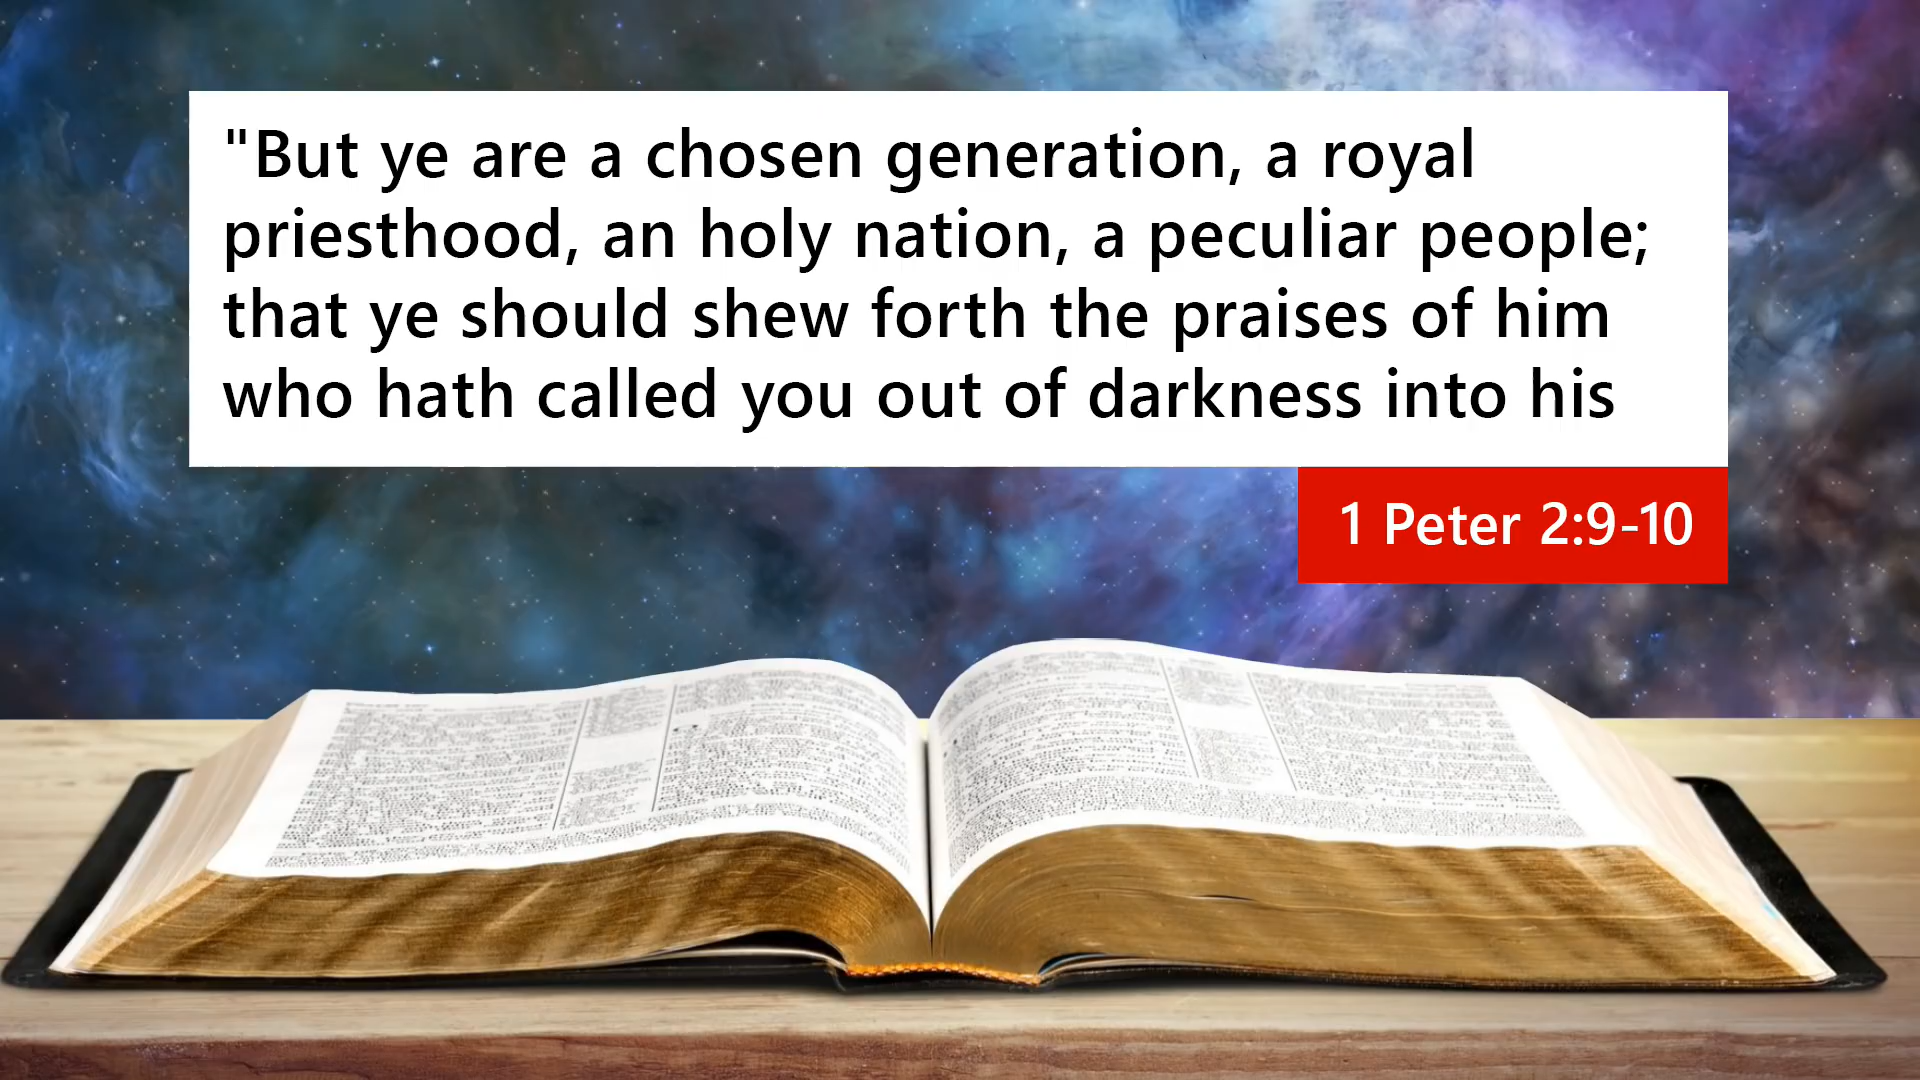 "But ye are a chosen generation, a royal
priesthood, an holy nation, a peculiar people;
that ye should shew forth the praises of him
who hath called you out of darkness into his
1 Peter 2:9-10